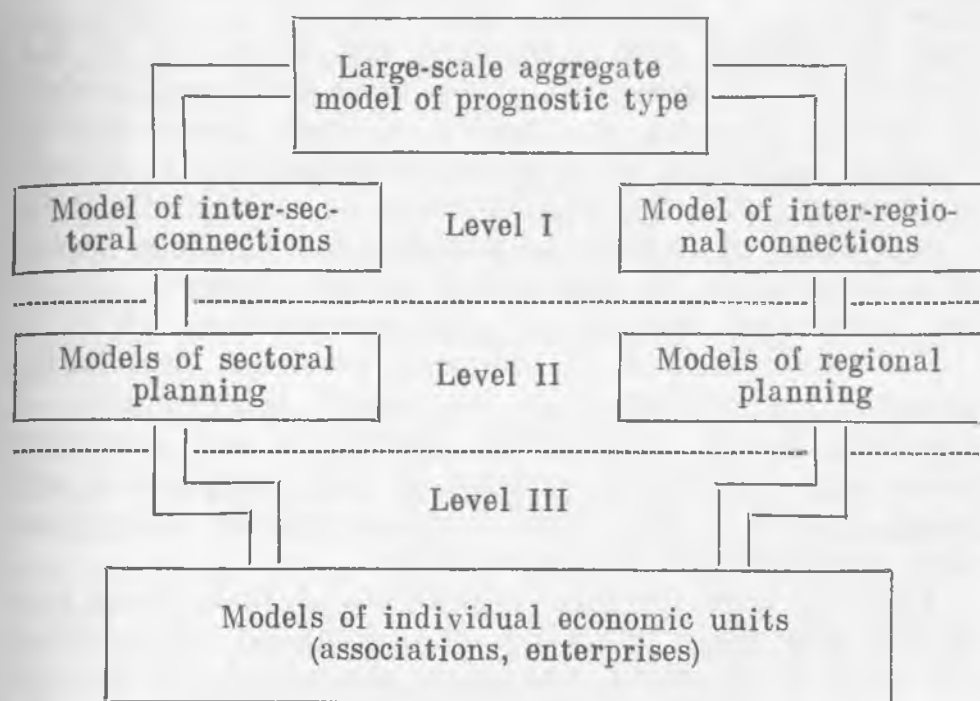 Large-scale aggregate
model of prognostic type
Model of inter-sec-
toral connections
Level I
Model of inter-regio-
nal connections
Models of sectoral
planning
Level II
Models of regional
planning
Level III
Models of individual economic units
(associations, enterprises)